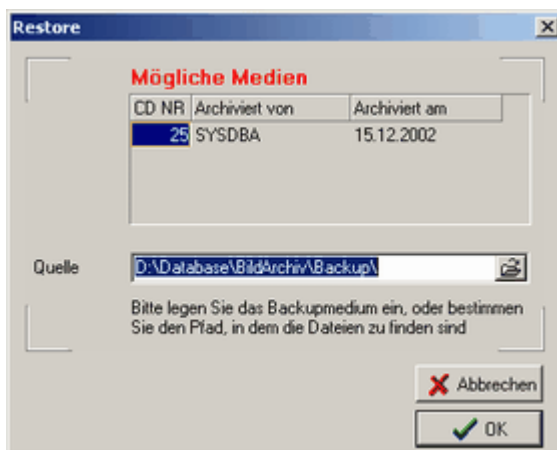 Restore
Mögliche Medien
CD NR Archiviert von Archiviert am
25 SYSDBA 15.12.2002
Quelle D:\Database\BildArchiv\Backup\
Bitte legen Sie das Backupmedium ein, oder bestimmen
Sie den Pfad, in dem die Dateien zu finden sind
Abbrechen
OK